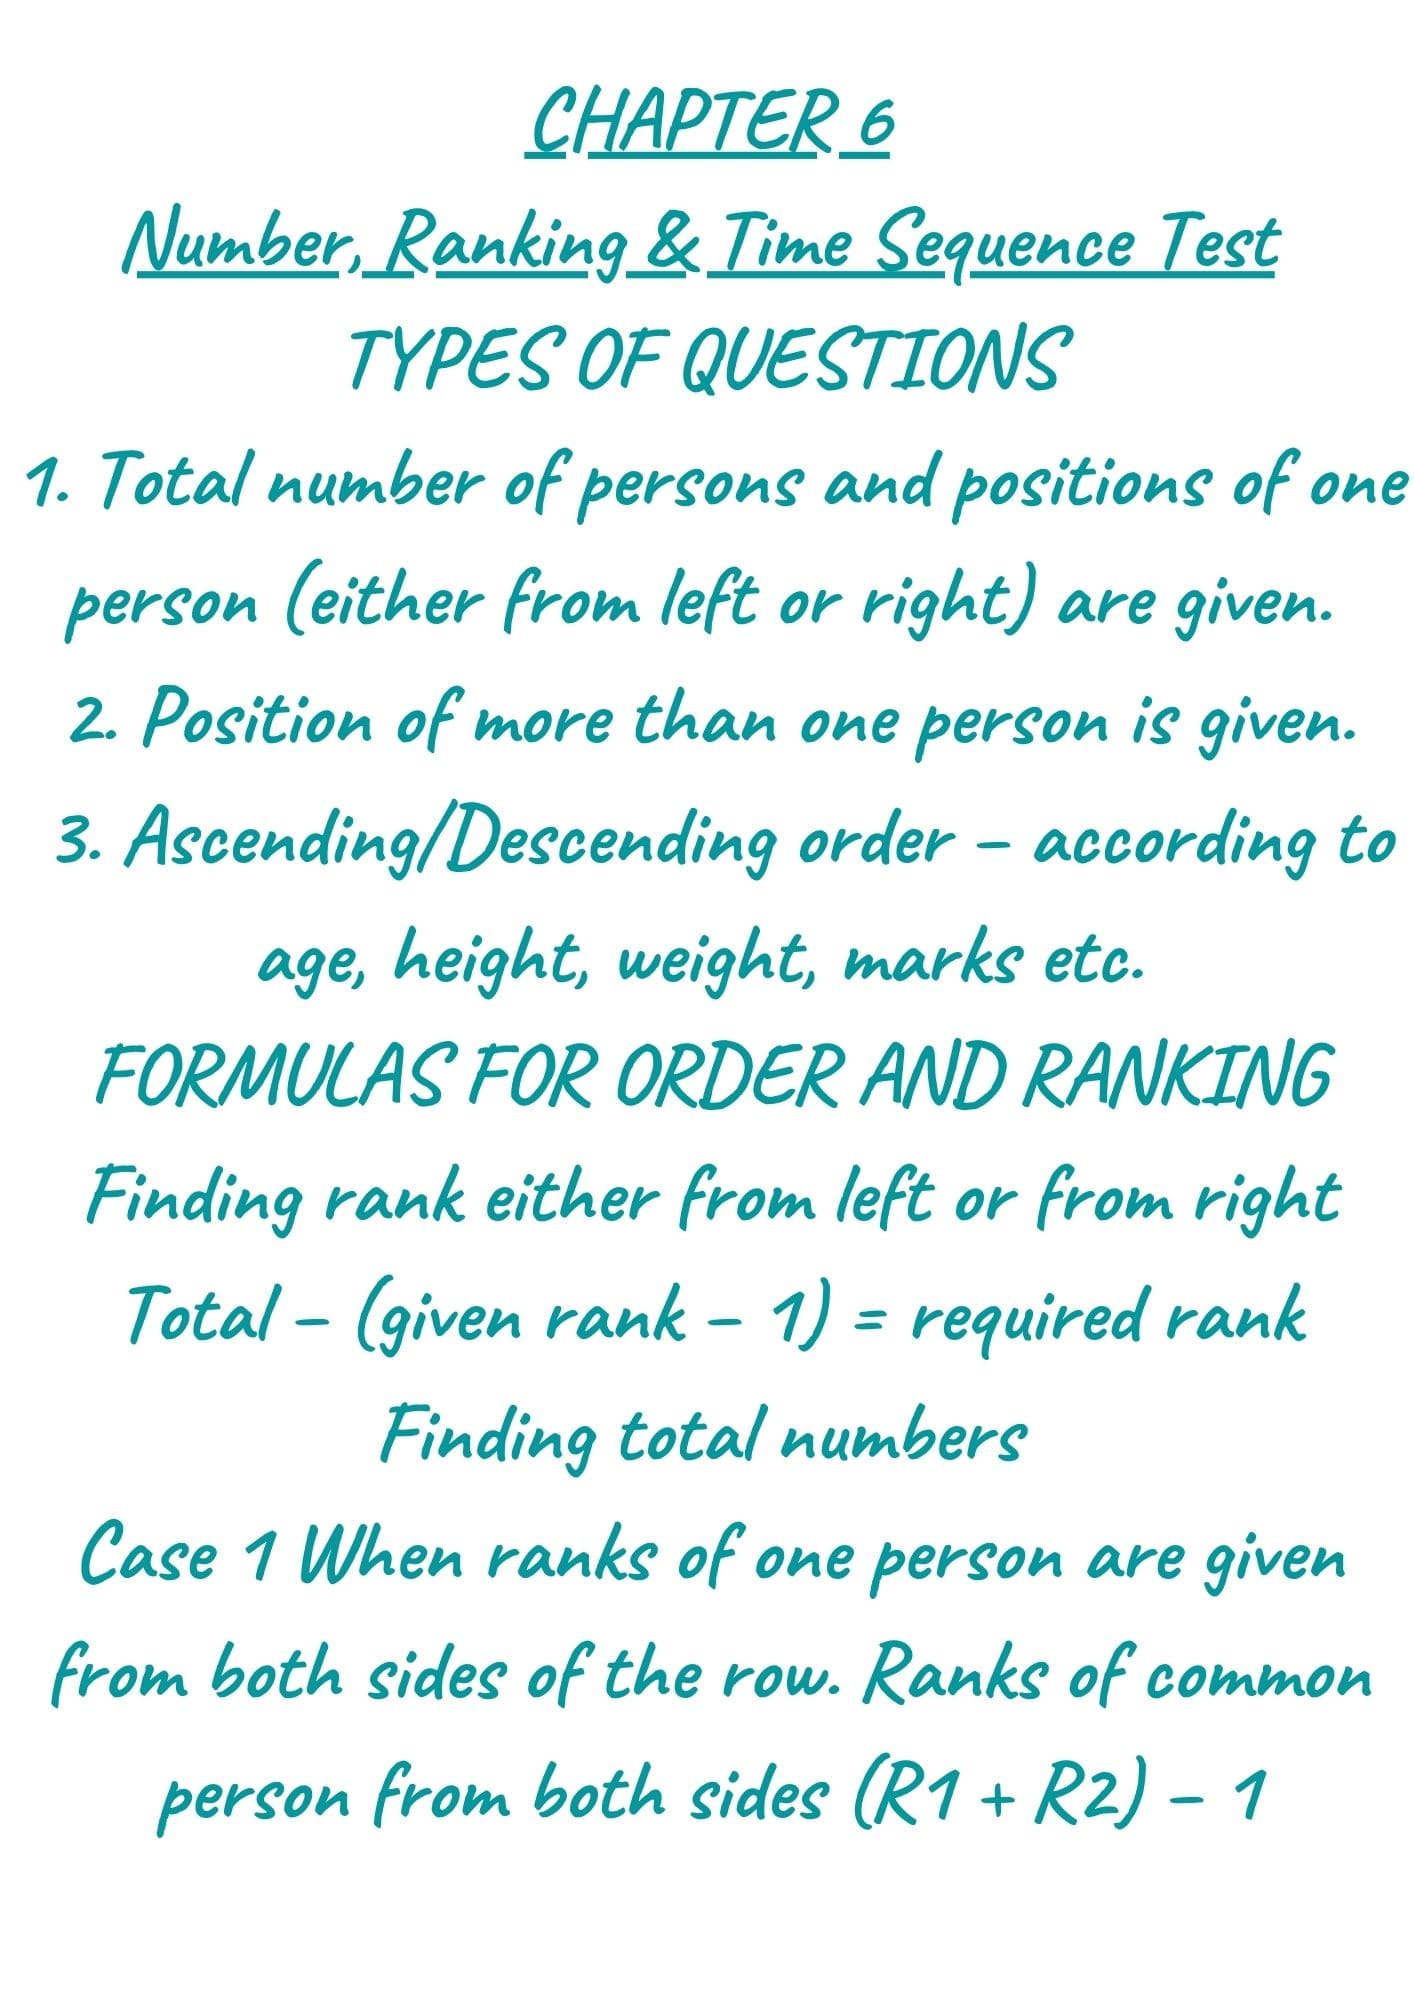 CHAPTER 6
Number, Ranking & Time Sequence Test
TYPES OF QUESTIONS
1. Total number of persons and positions of one
person (either from left or right) are given.
2. Position of more than one person is given.
3. Ascending/Descending order – according to
age, height, weight, marks etc.
FORMULAS FOR ORDER AND RANKING
Finding rank either from left or from right
Total – (given rank – 1) = required rank
Finding total numbers
Case 1 When ranks of one person are given
from both sides of the row. Ranks of common
person from both sides (R1 + R2) – 1